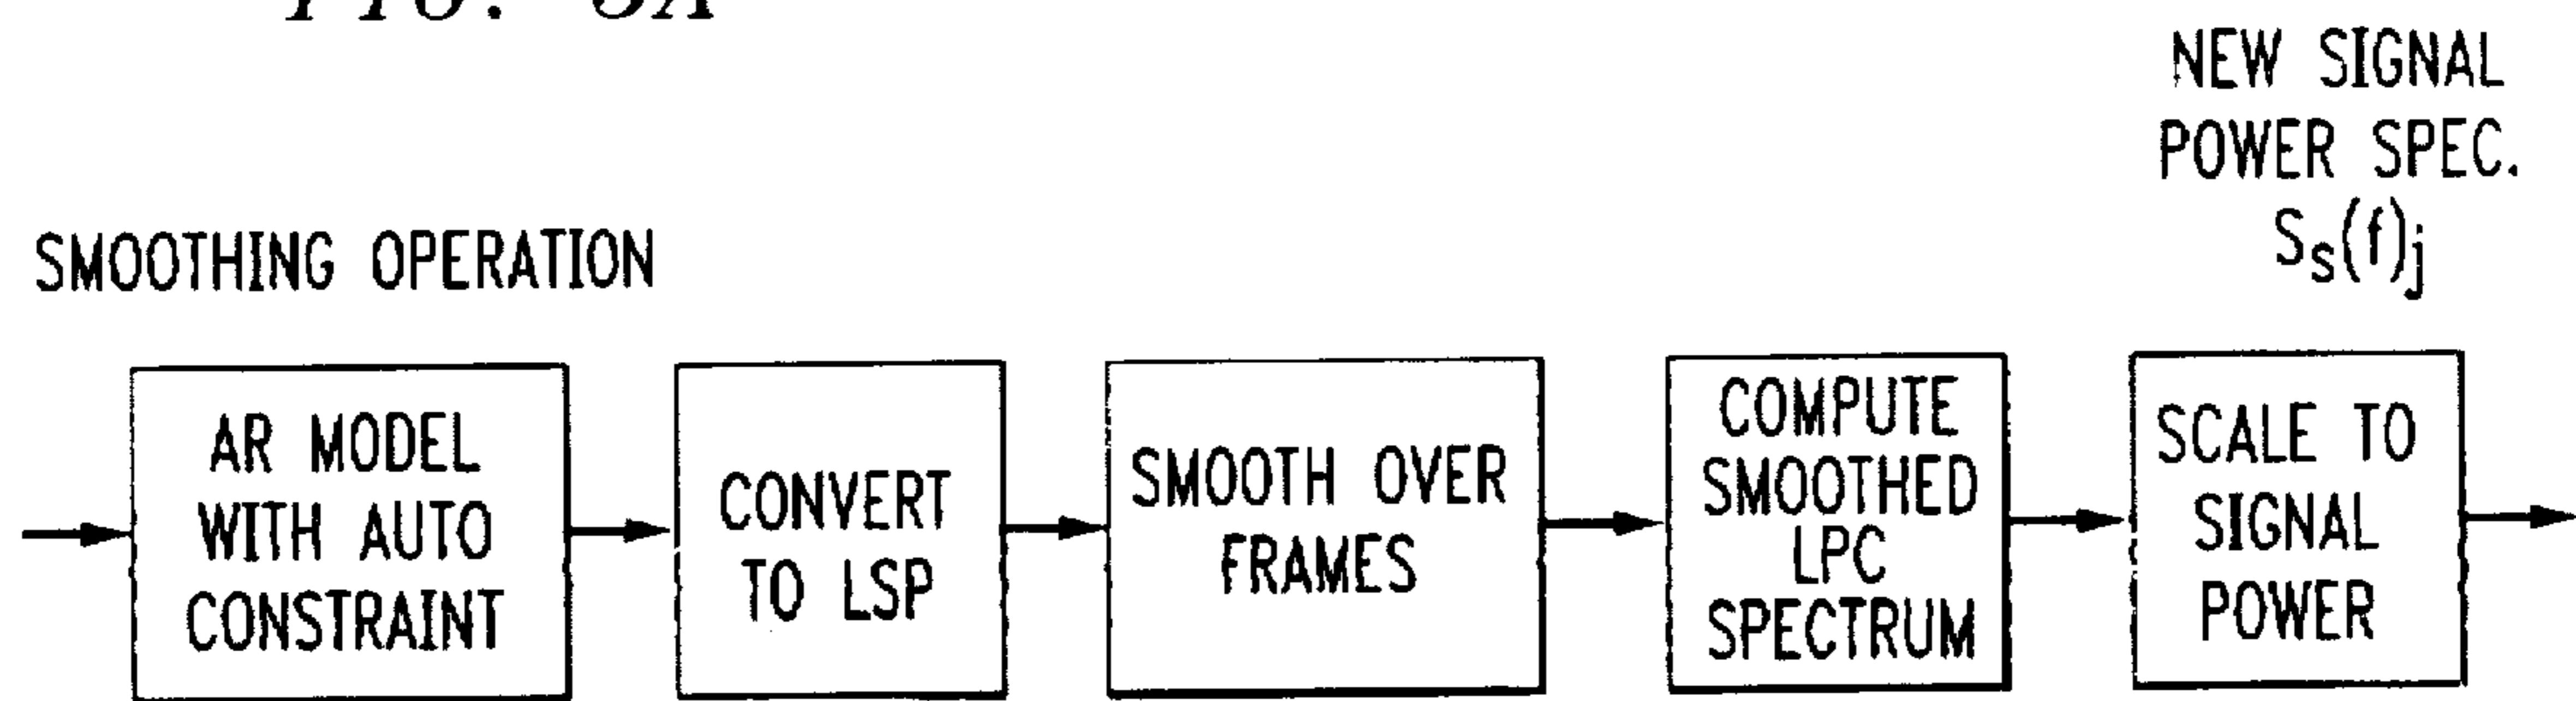 SMOOTHING OPERATION
NEW SIGNAL
POWER SPEC.
Ss(f)j
AR MODEL
WITH AUTO
CONSTRAINT
CONVERT
TO LSP
SMOOTH OVER
FRAMES
COMPUTE
SMOOTHED
LPC
SPECTRUM
SCALE TO
SIGNAL
POWER